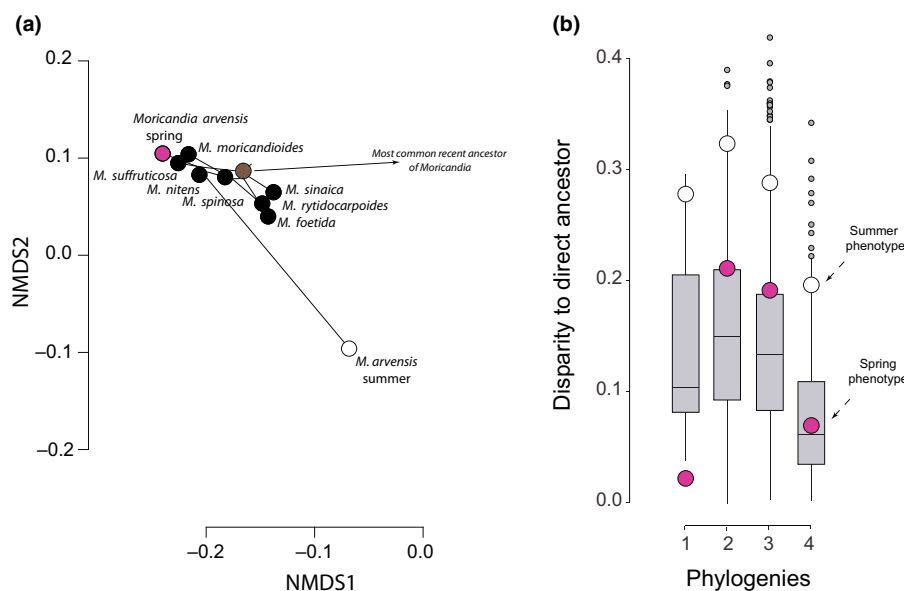 (a)
0.2
0.1
0.0
−0.1
−0.2
NMDS2
Moricandia arvensis
spring
M. moricandioides
M. suffruticosa
M. nitens
M. spinosa
M. sinaica
M. rytidocarpoides
M. foetida
Most common recent ancestor
of Moricandia
M. arvensis
summer
−0.2
−0.1
0.0
NMDS1
(b)
0.4
0.3
0.2
0.1
0.0
Disparity to direct ancestor
Summer
phenotype
Spring
phenotype
1
2
3
4
Phylogenies